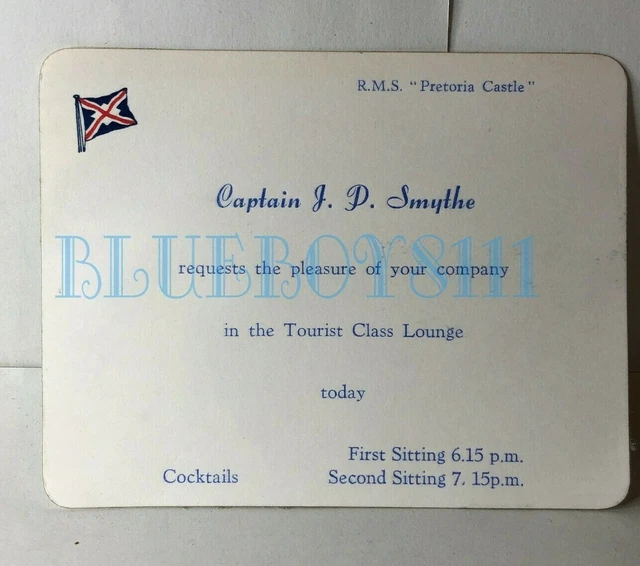 R.M.S. "Pretoria Castle"
Captain J. P. Smythe
BLUEBOY8111
requests the pleasure of your company
in the Tourist Class Lounge
today
First Sitting 6.15 p.m.
Cocktails Second Sitting 7. 15p.m.